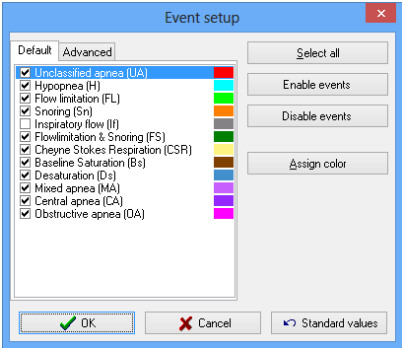 Event setup
Default Advanced
Unclassified apnea (UA)
Hypopnea (H)
Flow limitation (FL)
Snoring (Sn)
Inspiratory flow (If)
Flowlimitation & Snoring (FS)
Cheyne Stokes Respiration (CSR)
Baseline Saturation (Bs)
Desaturation (Ds)
Mixed apnea (MA)
Central apnea (CA)
Obstructive apnea (OA)
Select all
Enable events
Disable events
Assign color
OK Cancel Standard values